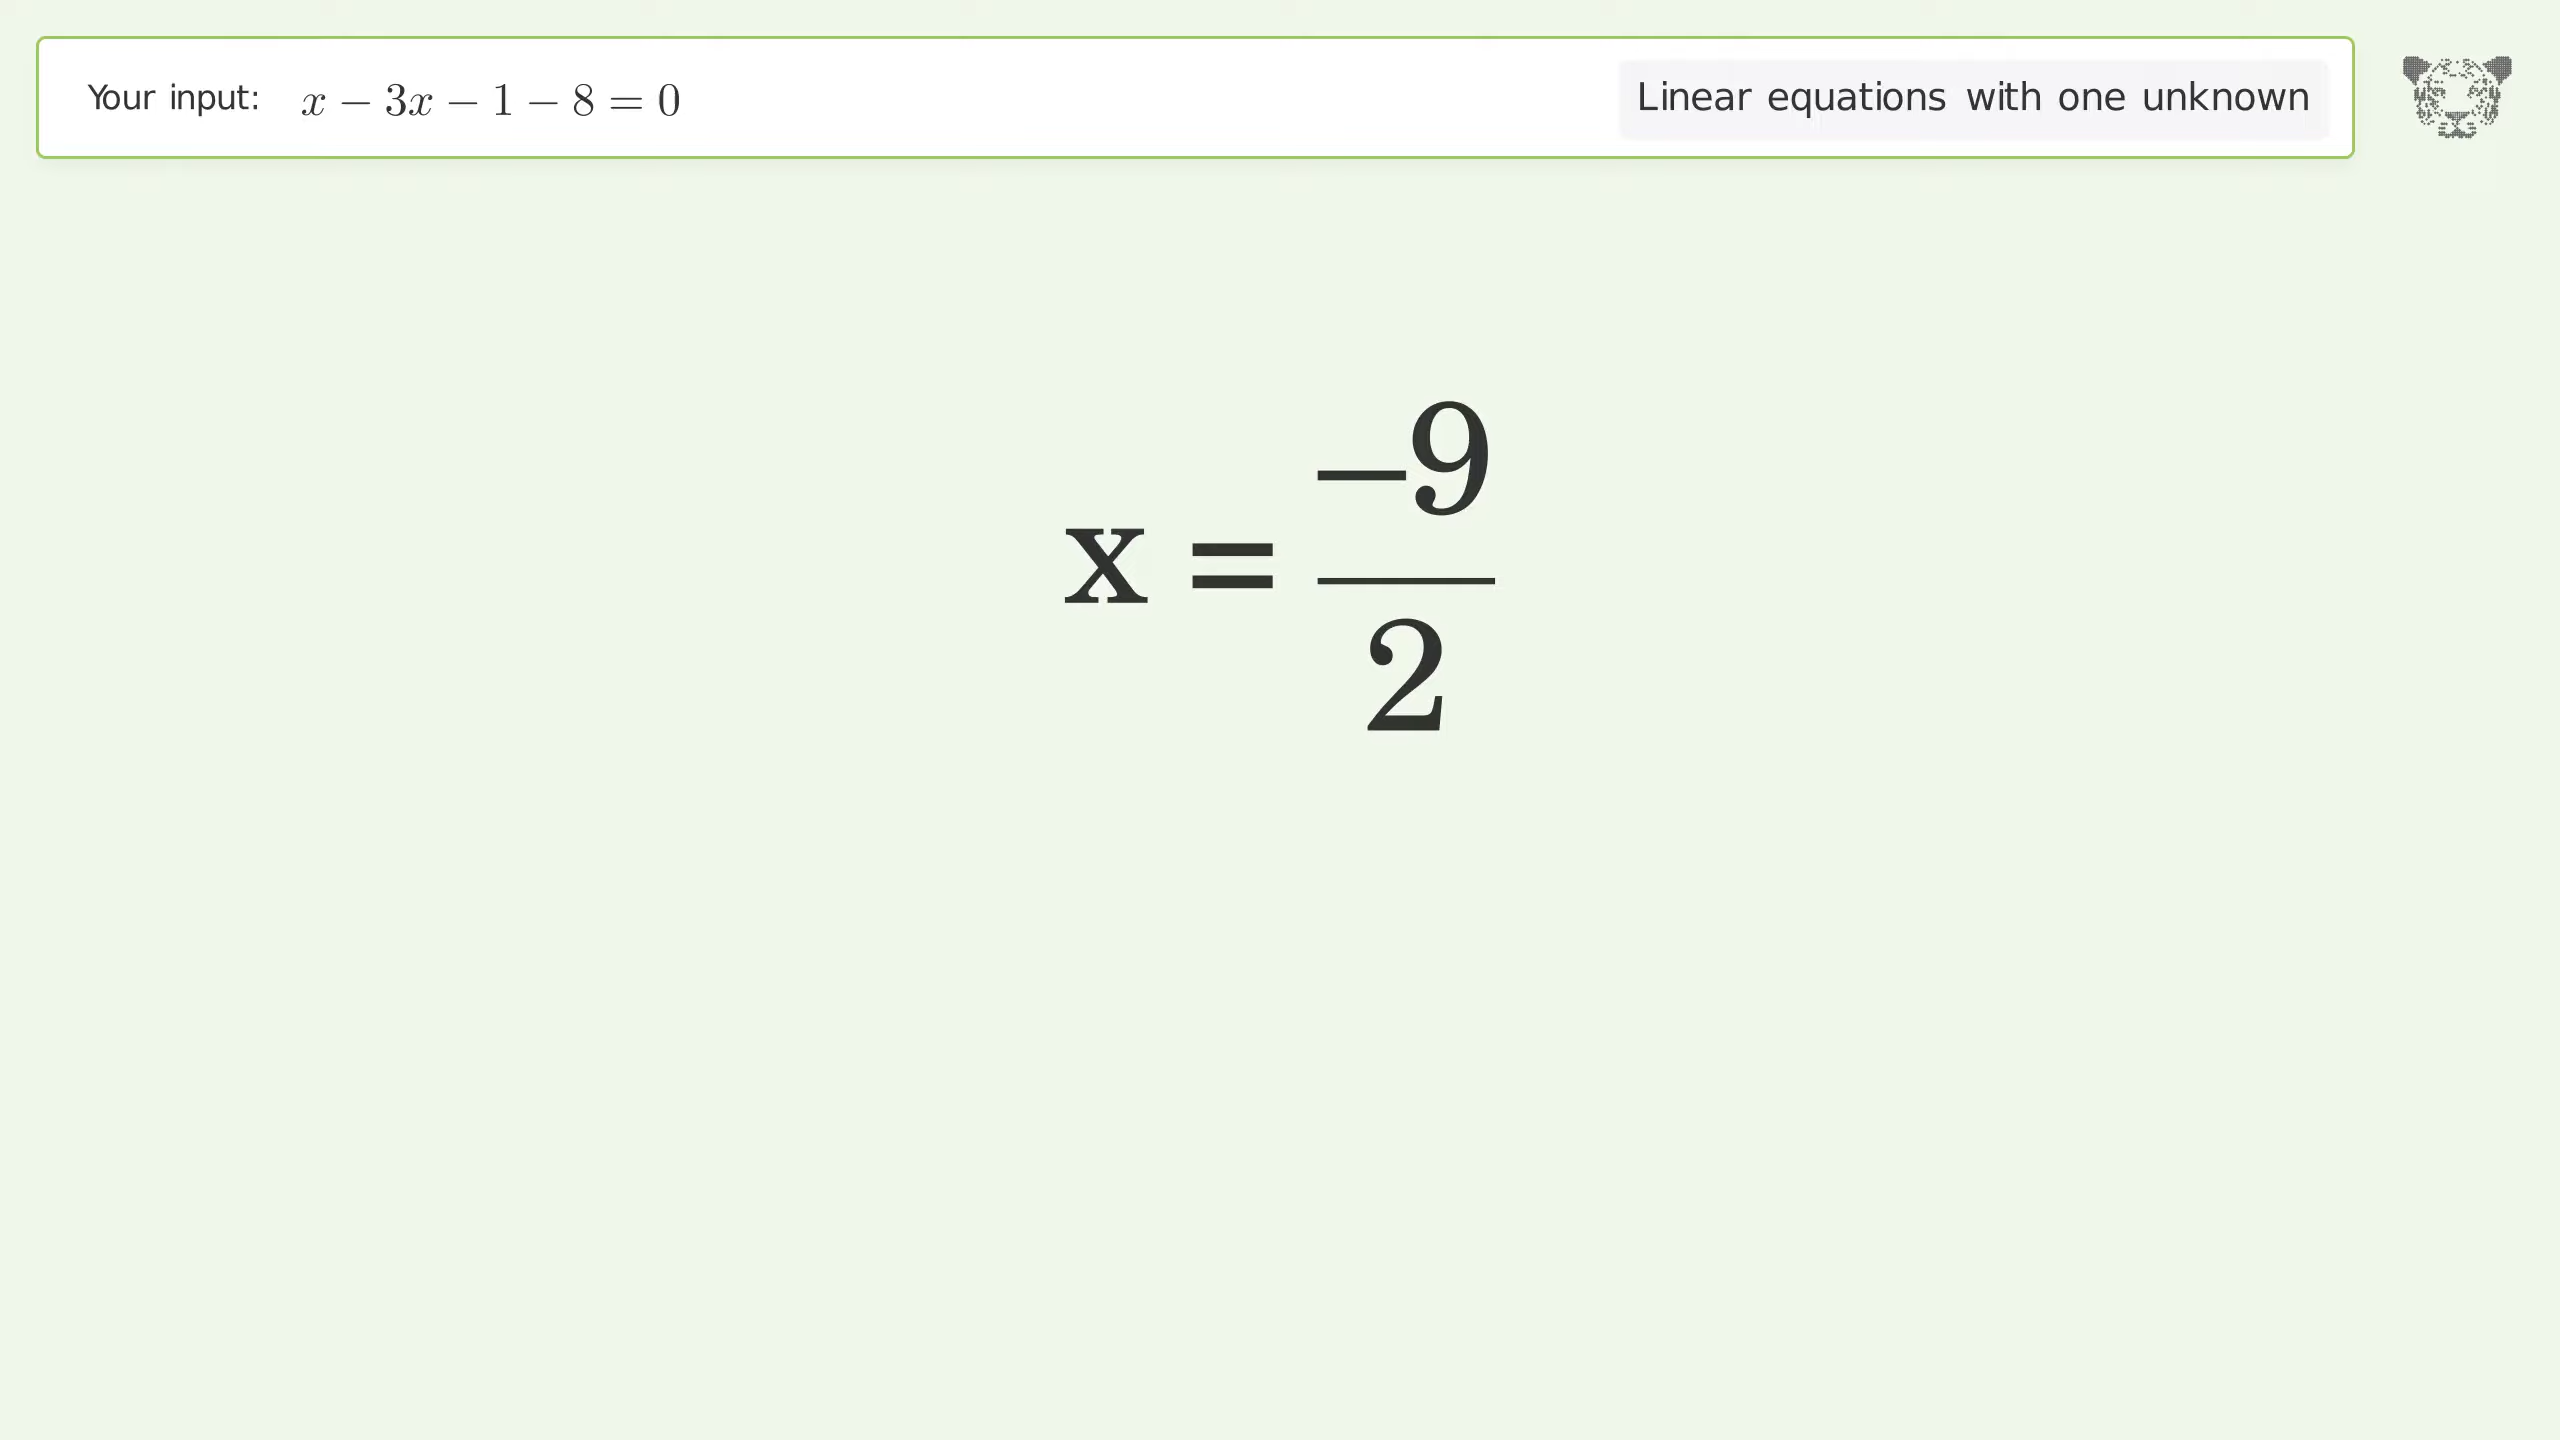 Your input: x − 3x − 1 − 8 = 0
Linear equations with one unknown
x = −9/2